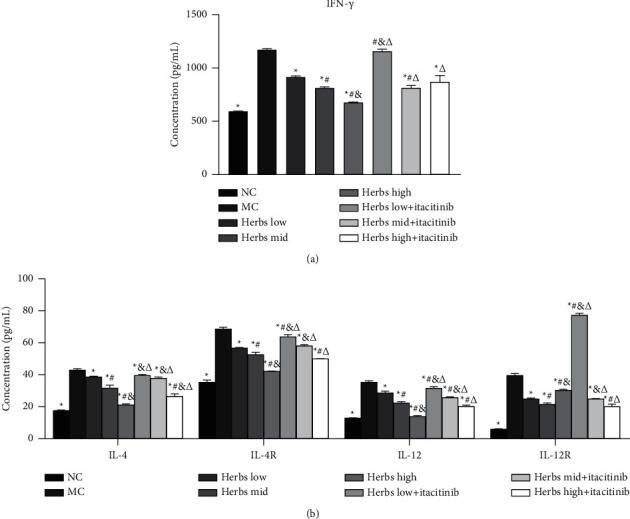 IFN-γ
Concentration (pg/mL)
1500
1000
500
0
*
*
*#
*#&
#&Δ
*#Δ
*Δ
NC
MC
Herbs low
Herbs mid
Herbs high
Herbs low+itacitinib
Herbs mid+itacitinib
Herbs high+itacitinib
(a)
Concentration (pg/mL)
100
80
60
40
20
0
*
*
*#
*#&
*&Δ
*&Δ
*#&Δ
*
*
*#
*#&
*#&Δ
*&Δ
*#Δ
*
*
*#
*#&
*#&Δ
*&Δ
*#Δ
*
*
*#
*#&
*#&Δ
*&Δ
*#Δ
IL-4 IL-4R IL-12 IL-12R
NC
MC
Herbs low
Herbs mid
Herbs high
Herbs low+itacitinib
Herbs mid+itacitinib
Herbs high+itacitinib
(b)